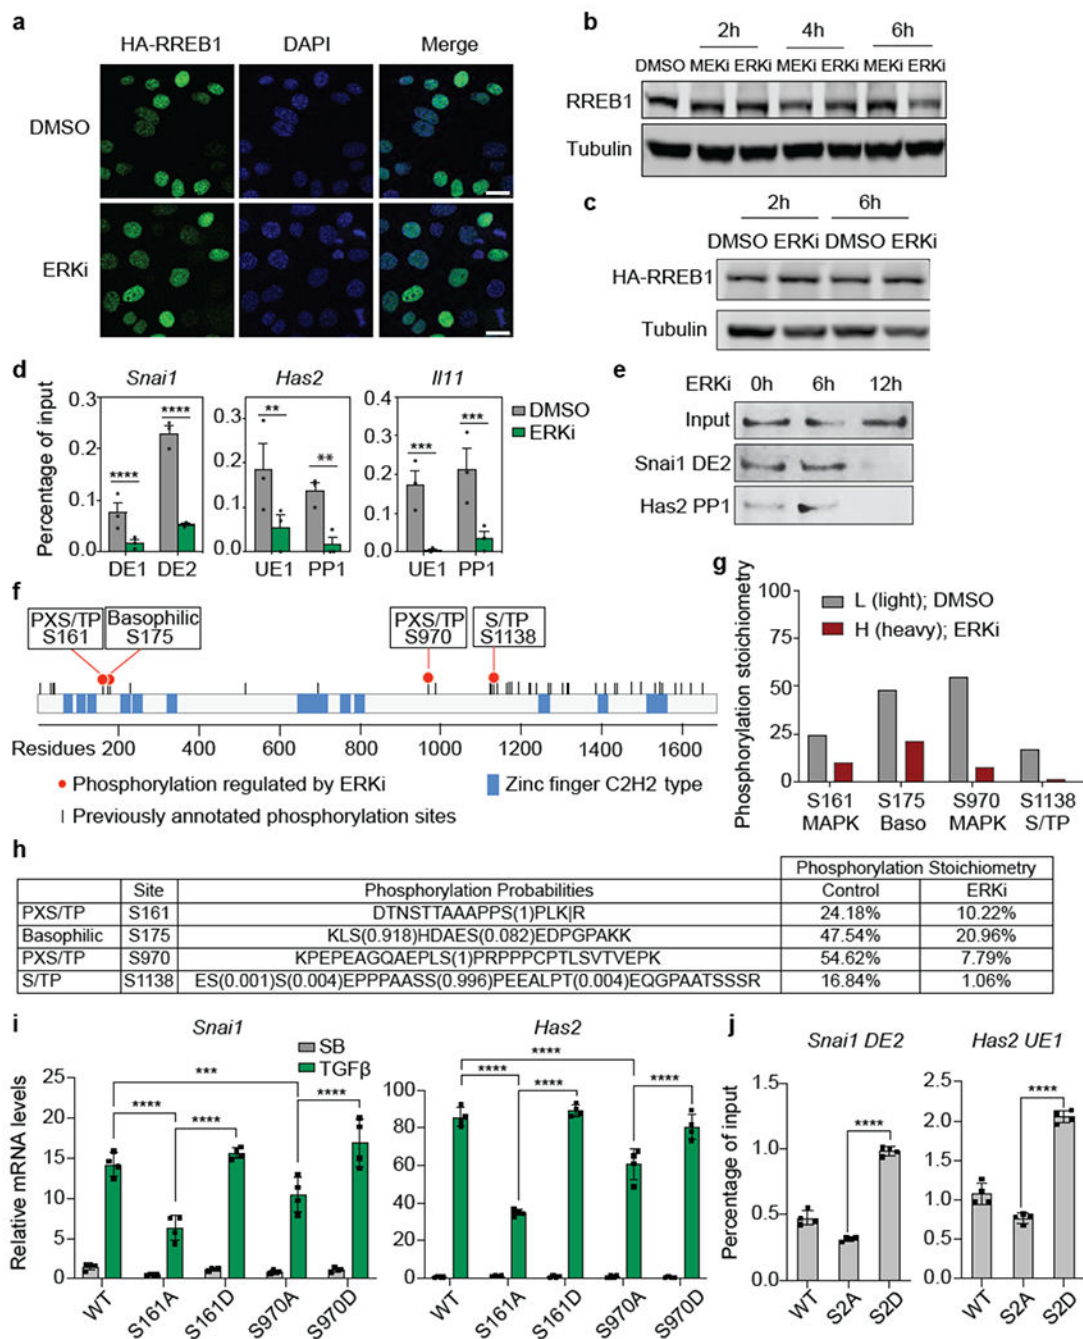 a
HA-RREB1 DAPI Merge
DMSO
ERKi
b
2h 4h 6h
DMSO MEKi ERKi MEKi ERKi MEKi ERKi
RREB1
Tubulin
c
2h 6h
DMSO ERKi DMSO ERKi
HA-RREB1
Tubulin
d
Snai1 Has2 Il11
Percentage of input
0.3
0.2
0.1
0.0
**** ****
DE1 DE2
0.3
0.2
0.1
0.0
** **
UE1 PP1
0.4
0.3
0.2
0.1
0.0
*** ***
UE1 PP1
DMSO
ERKi
e
ERKi 0h 6h 12h
Input
Snai1 DE2
Has2 PP1
f
PXS/TP Basophilic PXS/TP S/TP
S161 S175 S970 S1138
Residues 200 400 600 800 1000 1200 1400 1600
Phosphorylation regulated by ERKi
Zinc finger C2H2 type
Previously annotated phosphorylation sites
g
Phosphorylation stoichiometry
100
75
50
25
0
L (light); DMSO
H (heavy); ERKi
S161 S175 S970 S1138
MAPK Baso MAPK S/TP
h
Phosphorylation Stoichiometry
Site Phosphorylation Probabilities Control ERKi
PXS/TP S161 DTNSTTAAAPPS(1)PLK|R 24.18% 10.22%
Basophilic S175 KLS(0.918)HDAES(0.082)EDPGPAKK 47.54% 20.96%
PXS/TP S970 KPEPEAGQAEPLS(1)PRPPPCPTLSVTVEPK 54.62% 7.79%
S/TP S1138 ES(0.001)S(0.004)EPPPAASS(0.996)PEEALPT(0.004)EQGPAATSSSR 16.84% 1.06%
i
Snai1 Has2
SB
TGFβ
Relative mRNA levels
25
20
15
10
5
0
***
**** **** ****
WT S161A S161D S970A S970D
100
80
60
40
20
0
****
**** **** ****
WT S161A S161D S970A S970D
j
Snai1 DE2 Has2 UE1
Percentage of input
1.5
1.0
0.5
0.0
****
WT S2A S2D
2.5
2.0
1.5
1.0
0.5
0.0
****
WT S2A S2D